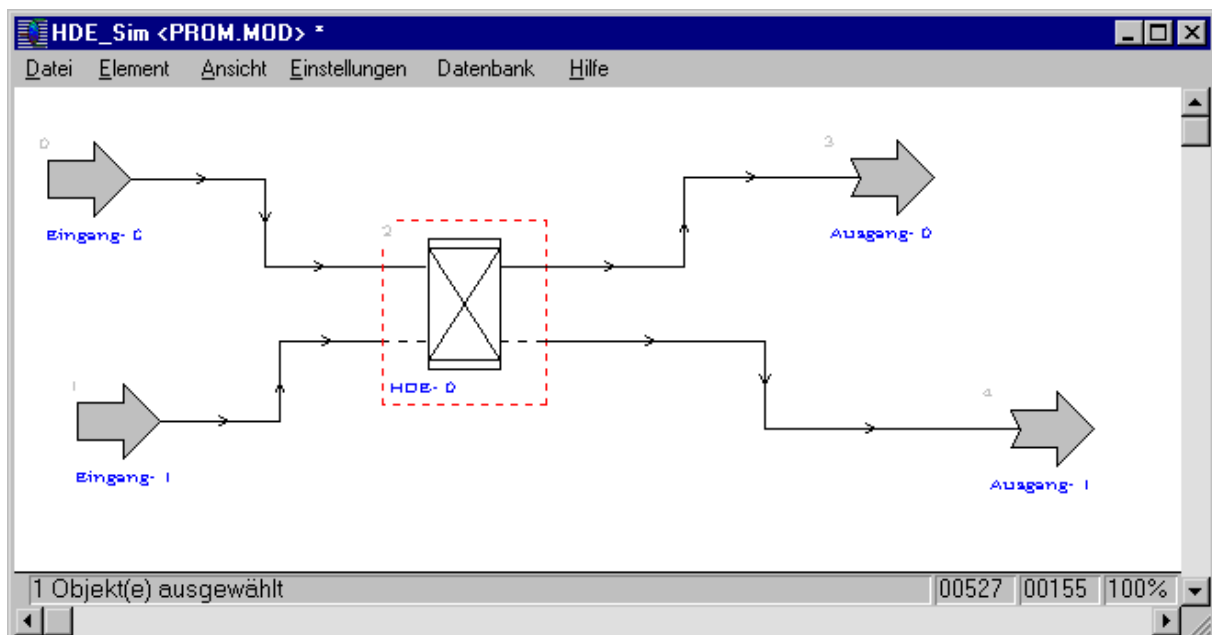 HDE_Sim <PROM.MOD> *
Datei Element Ansicht Einstellungen Datenbank Hilfe
0
3
Eingang- 0
2
Ausgang- 0
HDE- 0
1
4
Eingang- 1
Ausgang- 1
1 Objekt(e) ausgewählt 00527 00155 100%